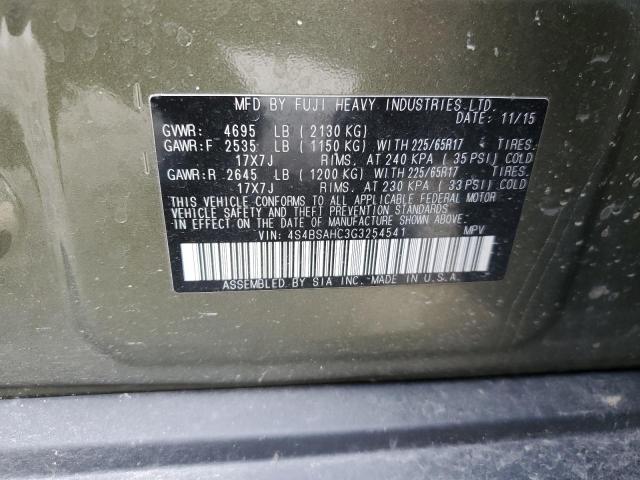 MFD BY FUJI HEAVY INDUSTRIES LTD.
DATE: 11/15
GVWR: 4695 LB ( 2130 KG)
GAWR:F 2535 LB ( 1150 KG) WITH 225/65R17 TIRES.
17X7J RIMS. AT 240 KPA ( 35 PSI) COLD
GAWR:R 2645 LB ( 1200 KG) WITH 225/65R17 TIRES.
17X7J RIMS. AT 230 KPA ( 33 PSI) COLD
THIS VEHICLE CONFORMS TO ALL APPLICABLE FEDERAL MOTOR
VEHICLE SAFETY AND THEFT PREVENTION STANDARDS
IN EFFECT ON THE DATE OF MANUFACTURE SHOWN ABOVE.
VIN: 4S4BSAHC3G3254541 MPV
ASSEMBLED BY SIA INC. MADE IN U.S.A.